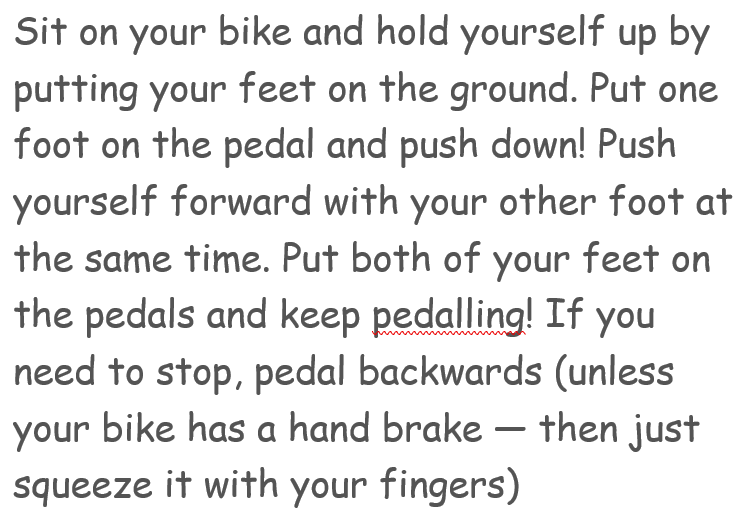 Sit on your bike and hold yourself up by
putting your feet on the ground. Put one
foot on the pedal and push down! Push
yourself forward with your other foot at
the same time. Put both of your feet on
the pedals and keep pedalling! If you
need to stop, pedal backwards (unless
your bike has a hand brake — then just
squeeze it with your fingers)